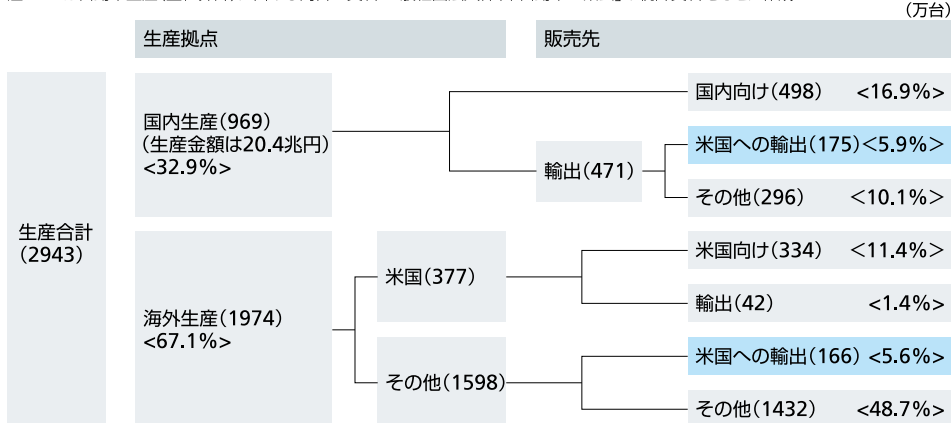 (万台)
生産拠点
販売先
生産合計
(2943)
国内生産(969)
(生産金額は20.4兆円)
<32.9%>
輸出(471)
国内向け(498) <16.9%>
米国への輸出(175)<5.9%>
その他(296) <10.1%>
海外生産(1974)
<67.1%>
米国(377)
米国向け(334) <11.4%>
輸出(42) <1.4%>
その他(1598)
米国への輸出(166) <5.6%>
その他(1432) <48.7%>